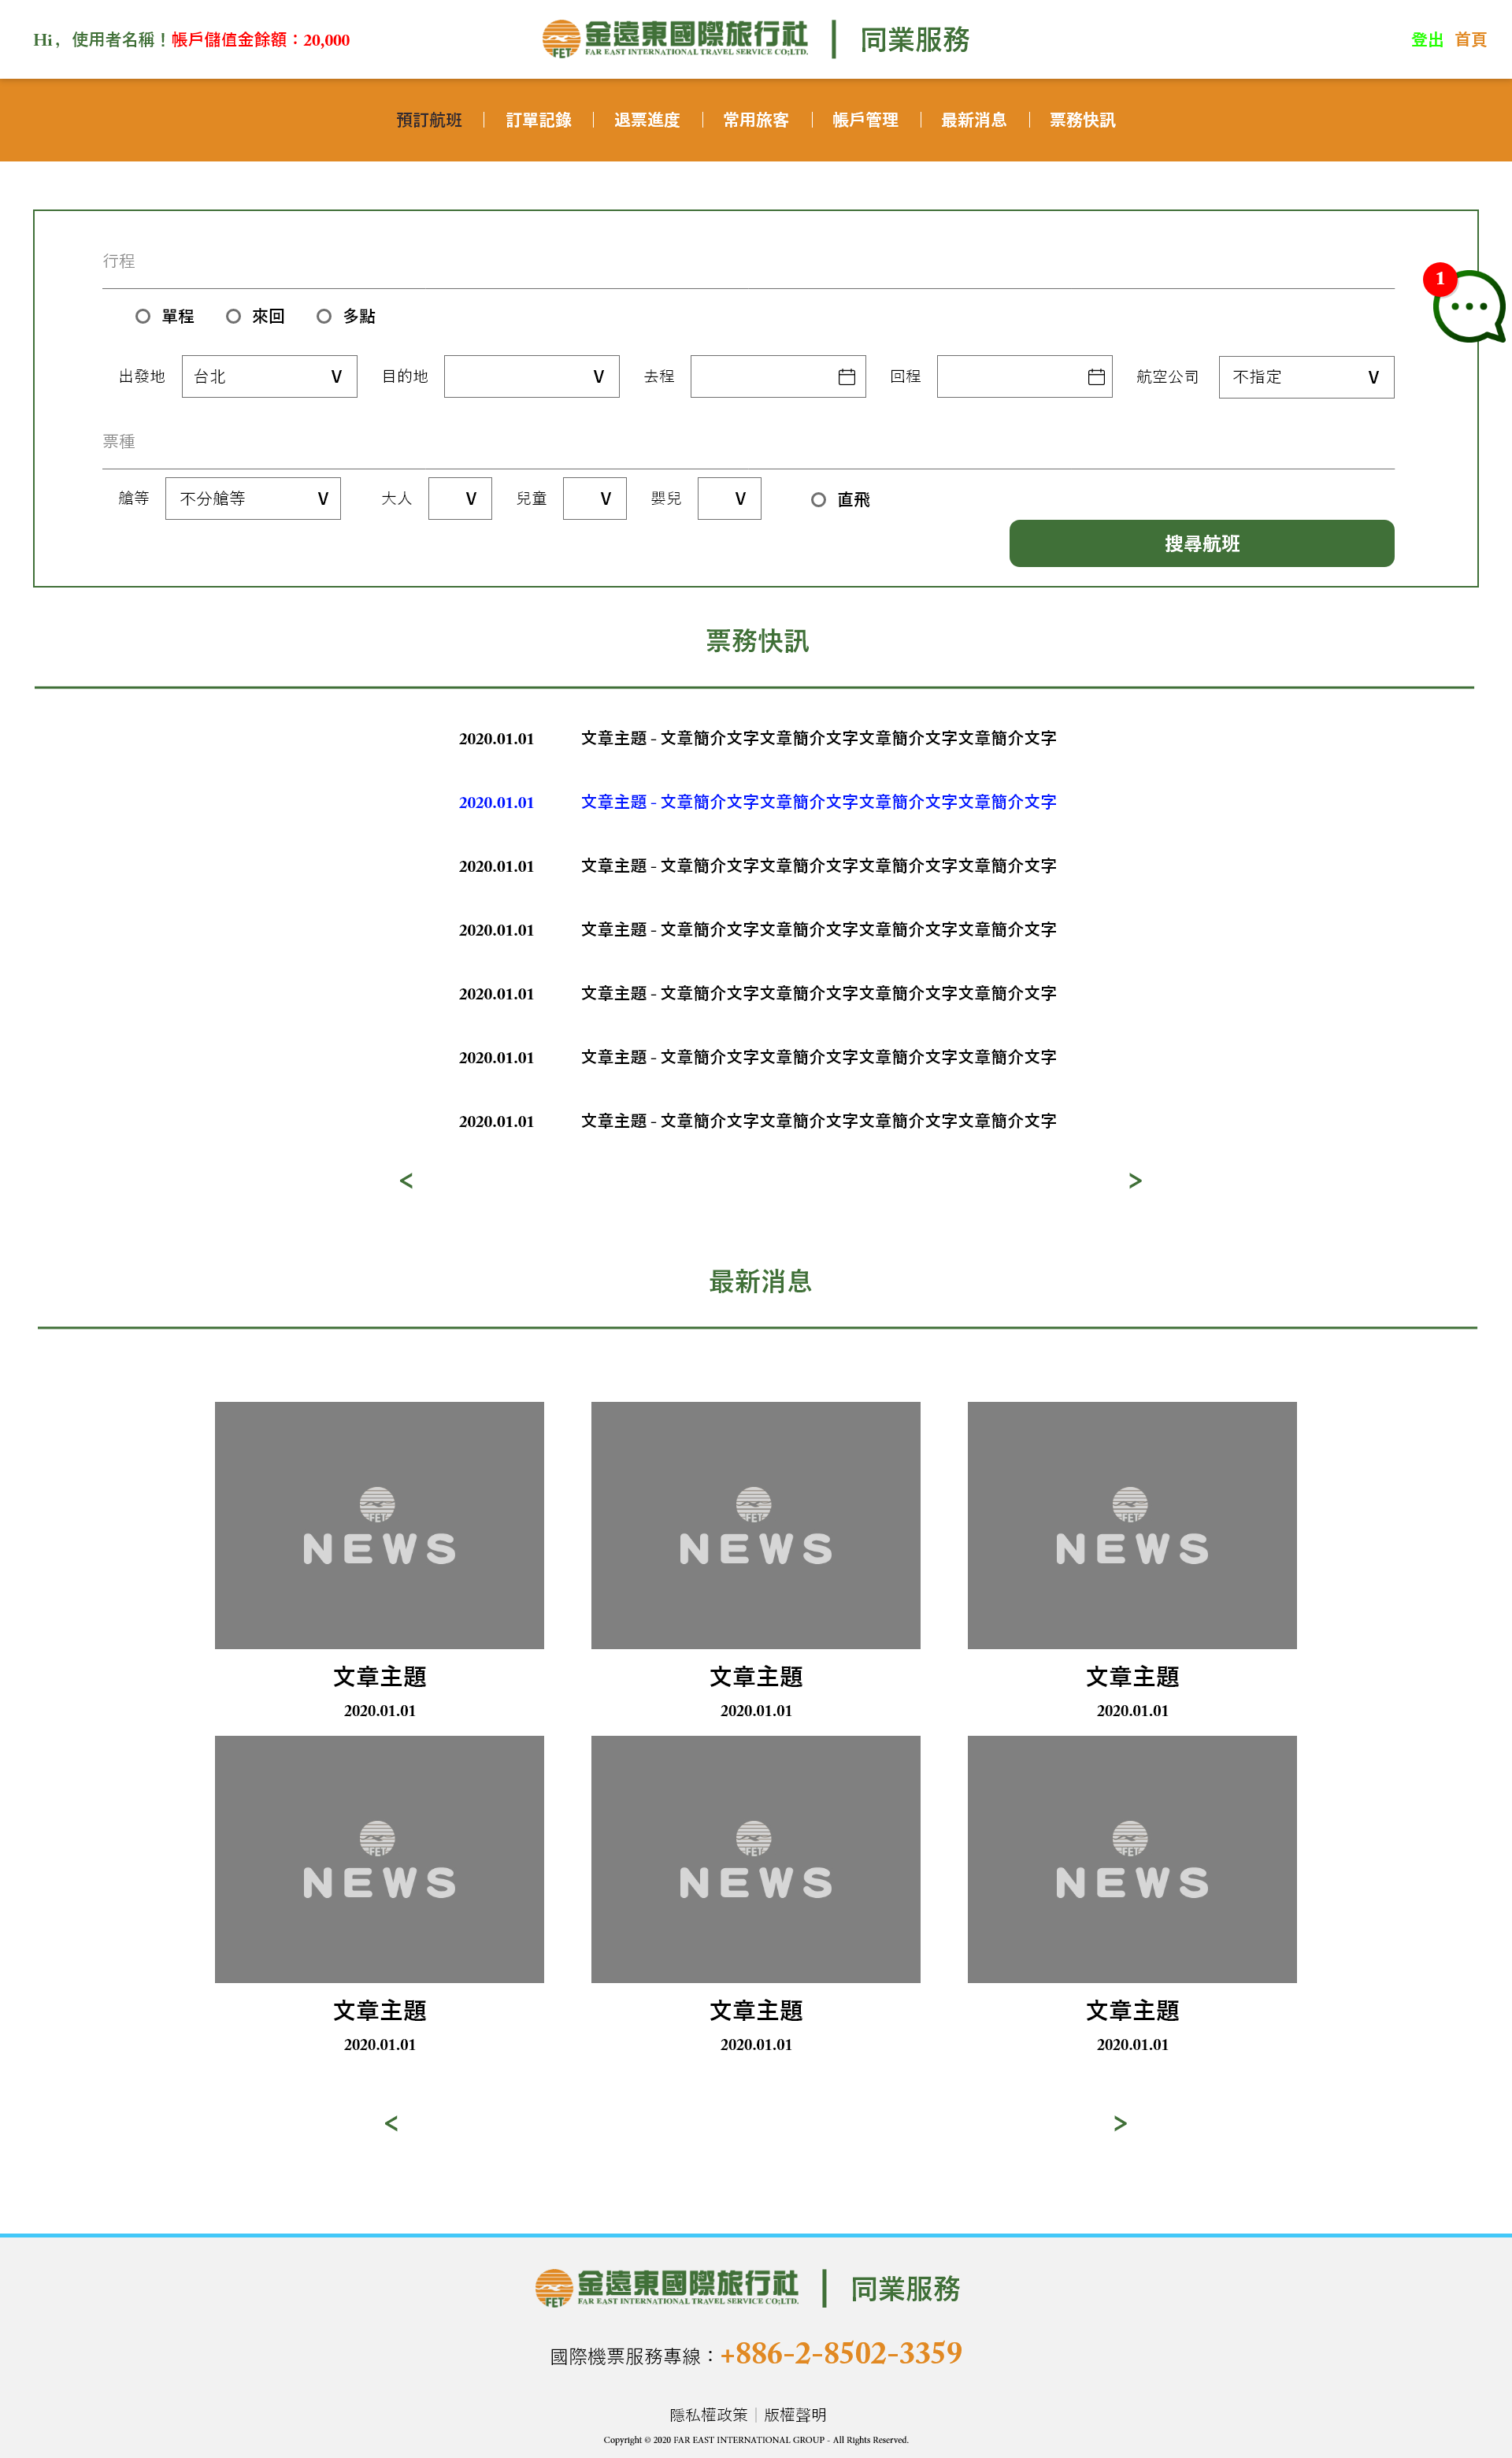 Hi , 使用者名稱！帳戶儲值金餘額：20,000
FET 金遠東國際旅行社 同業服務
FAR EAST INTERNATIONAL TRAVEL SERVICE CO;LTD.
登出 首頁
預訂航班 訂單記錄 退票進度 常用旅客 帳戶管理 最新消息 票務快訊
行程
1
單程 來回 多點
出發地 台北 V 目的地 V 去程 回程 航空公司 不指定 V
票種
艙等 不分艙等 V 大人 V 兒童 V 嬰兒 V 直飛
搜尋航班
票務快訊
2020.01.01 文章主題 - 文章簡介文字文章簡介文字文章簡介文字文章簡介文字
2020.01.01 文章主題 - 文章簡介文字文章簡介文字文章簡介文字文章簡介文字
2020.01.01 文章主題 - 文章簡介文字文章簡介文字文章簡介文字文章簡介文字
2020.01.01 文章主題 - 文章簡介文字文章簡介文字文章簡介文字文章簡介文字
2020.01.01 文章主題 - 文章簡介文字文章簡介文字文章簡介文字文章簡介文字
2020.01.01 文章主題 - 文章簡介文字文章簡介文字文章簡介文字文章簡介文字
2020.01.01 文章主題 - 文章簡介文字文章簡介文字文章簡介文字文章簡介文字
< >
最新消息
FET FET FET
NEWS NEWS NEWS
文章主題 文章主題 文章主題
2020.01.01 2020.01.01 2020.01.01
FET FET FET
NEWS NEWS NEWS
文章主題 文章主題 文章主題
2020.01.01 2020.01.01 2020.01.01
< >
FET 金遠東國際旅行社 同業服務
FAR EAST INTERNATIONAL TRAVEL SERVICE CO;LTD.
國際機票服務專線：+886-2-8502-3359
隱私權政策｜版權聲明
Copyright © 2020 FAR EAST INTERNATIONAL GROUP - All Rights Reserved.